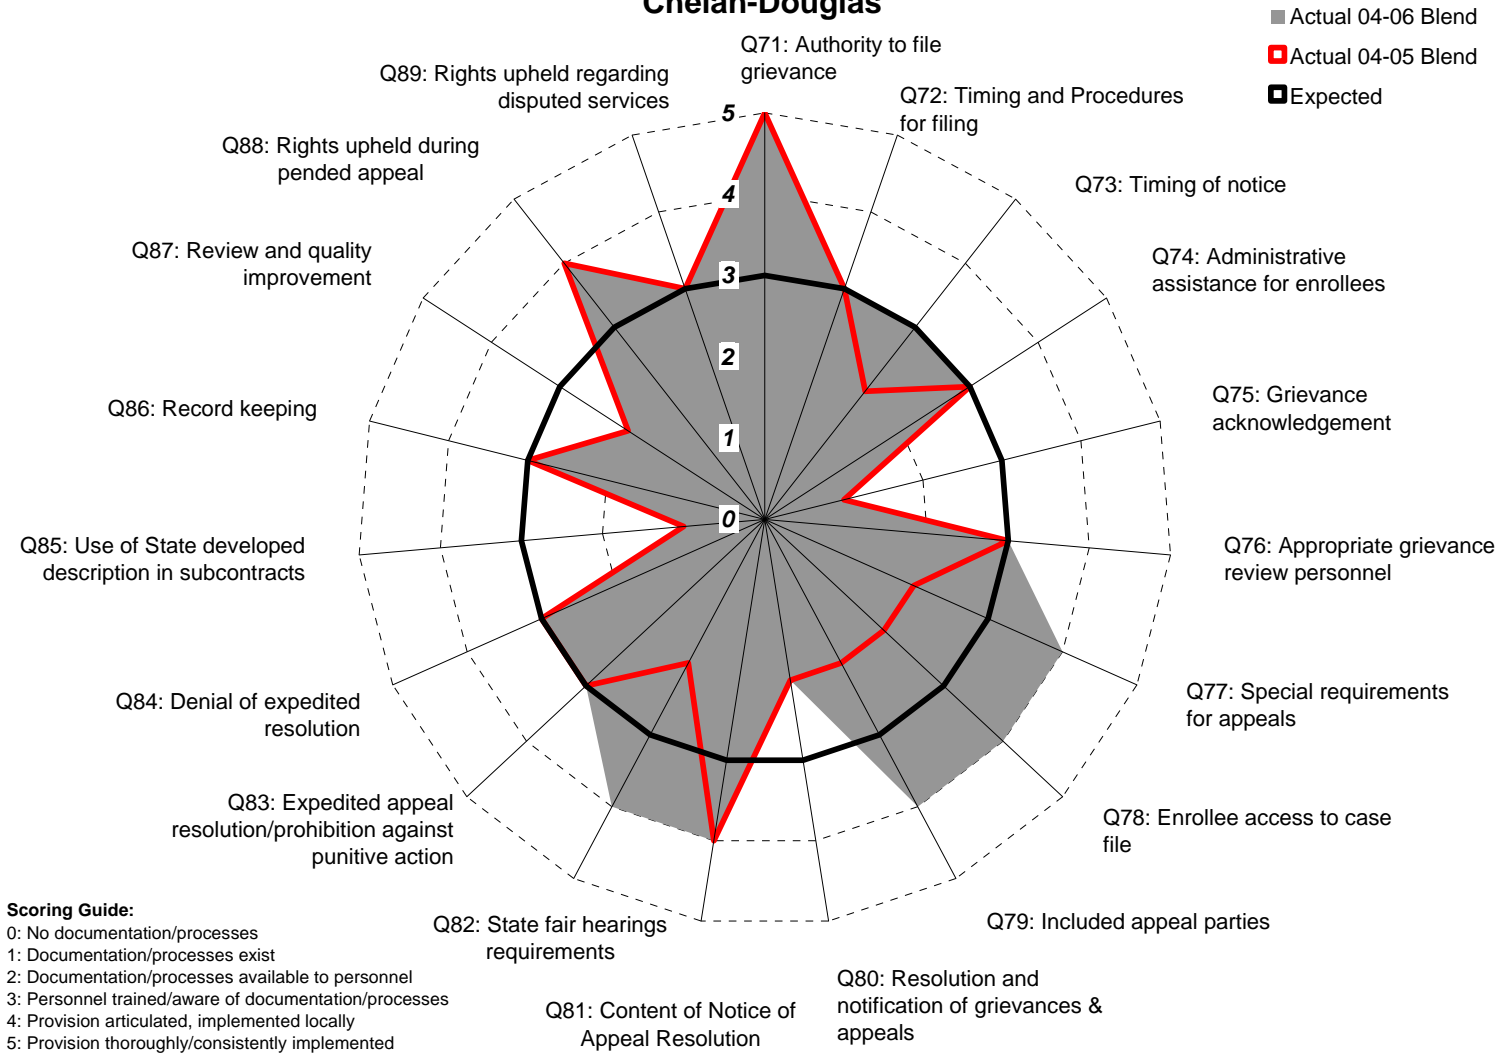 Chelan-Douglas
Actual 04-06 Blend
Actual 04-05 Blend
Expected
Q71: Authority to file
grievance
Q72: Timing and Procedures
for filing
Q73: Timing of notice
Q74: Administrative
assistance for enrollees
Q75: Grievance
acknowledgement
Q76: Appropriate grievance
review personnel
Q77: Special requirements
for appeals
Q78: Enrollee access to case
file
Q79: Included appeal parties
Q80: Resolution and
notification of grievances &
appeals
Q81: Content of Notice of
Appeal Resolution
Q82: State fair hearings
requirements
Q83: Expedited appeal
resolution/prohibition against
punitive action
Q84: Denial of expedited
resolution
Q85: Use of State developed
description in subcontracts
Q86: Record keeping
Q87: Review and quality
improvement
Q88: Rights upheld during
pended appeal
Q89: Rights upheld regarding
disputed services
5
4
3
2
1
0
Scoring Guide:
0: No documentation/processes
1: Documentation/processes exist
2: Documentation/processes available to personnel
3: Personnel trained/aware of documentation/processes
4: Provision articulated, implemented locally
5: Provision thoroughly/consistently implemented